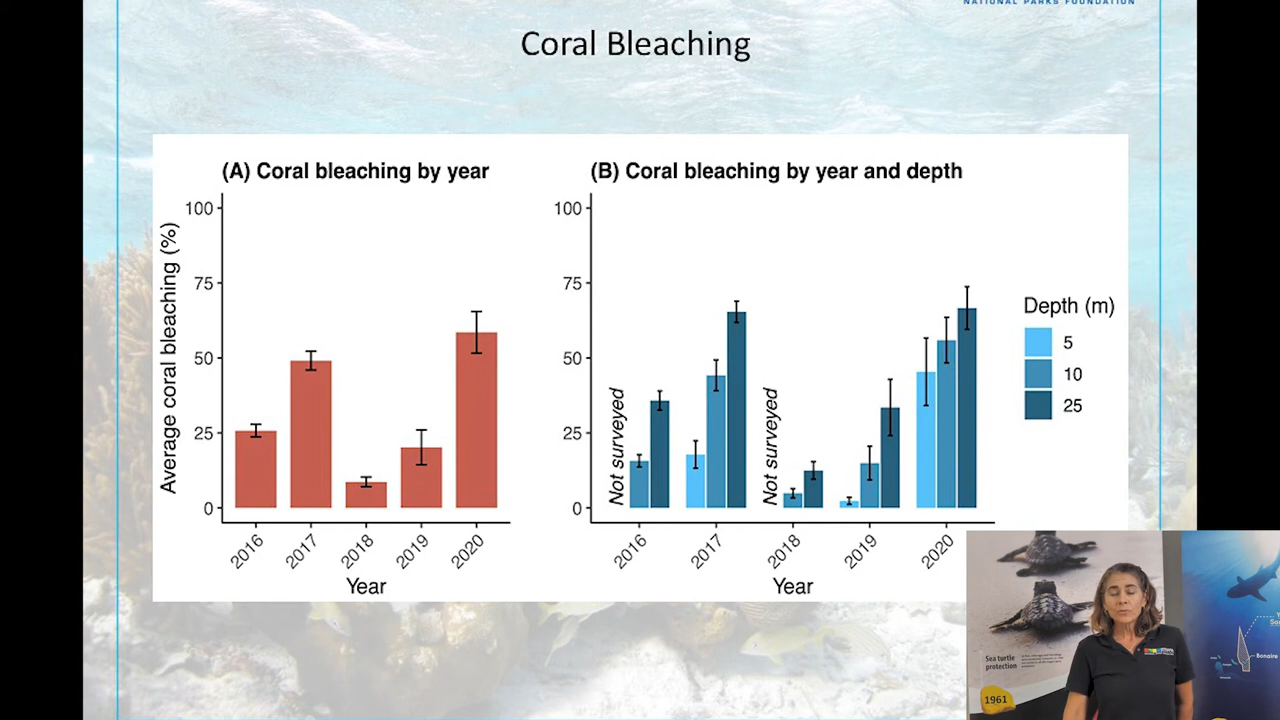 NATIONAL PARKS FOUNDATION
Coral Bleaching
(A) Coral bleaching by year
Average coral bleaching (%)
100
75
50
25
0
2016
2017
2018
2019
2020
Year
(B) Coral bleaching by year and depth
100
75
50
25
0
Not surveyed
Not surveyed
2016
2017
2018
2019
2020
Year
Depth (m)
5
10
25
Sea turtle
protection
1961
Bonaire